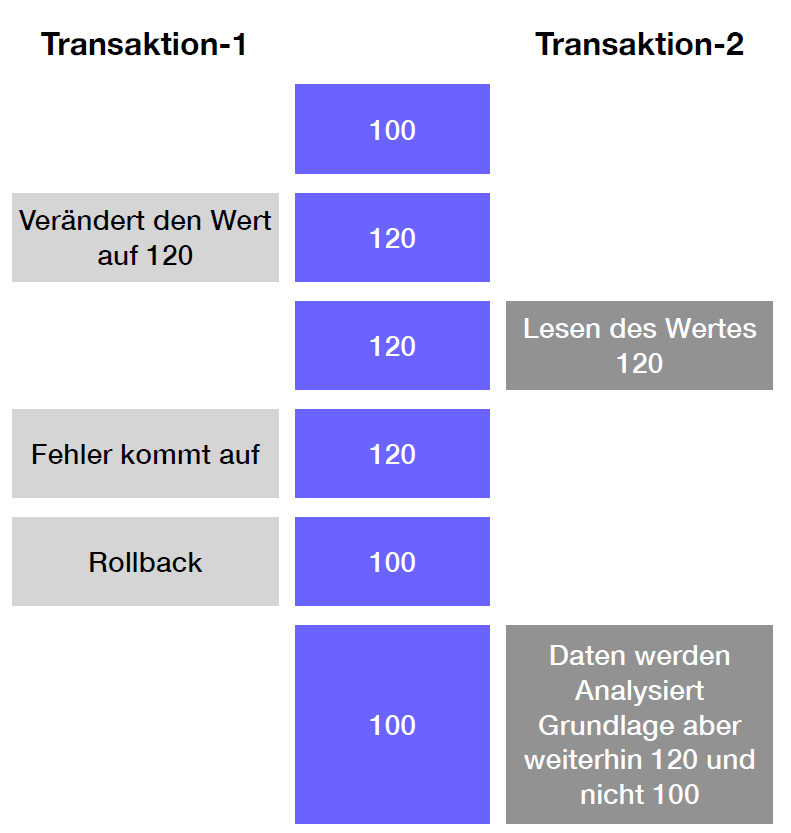 Transaktion-1
Transaktion-2
100
Verändert den Wert
auf 120
120
120
Lesen des Wertes
120
Fehler kommt auf
120
Rollback
100
100
Daten werden
Analysiert
Grundlage aber
weiterhin 120 und
nicht 100